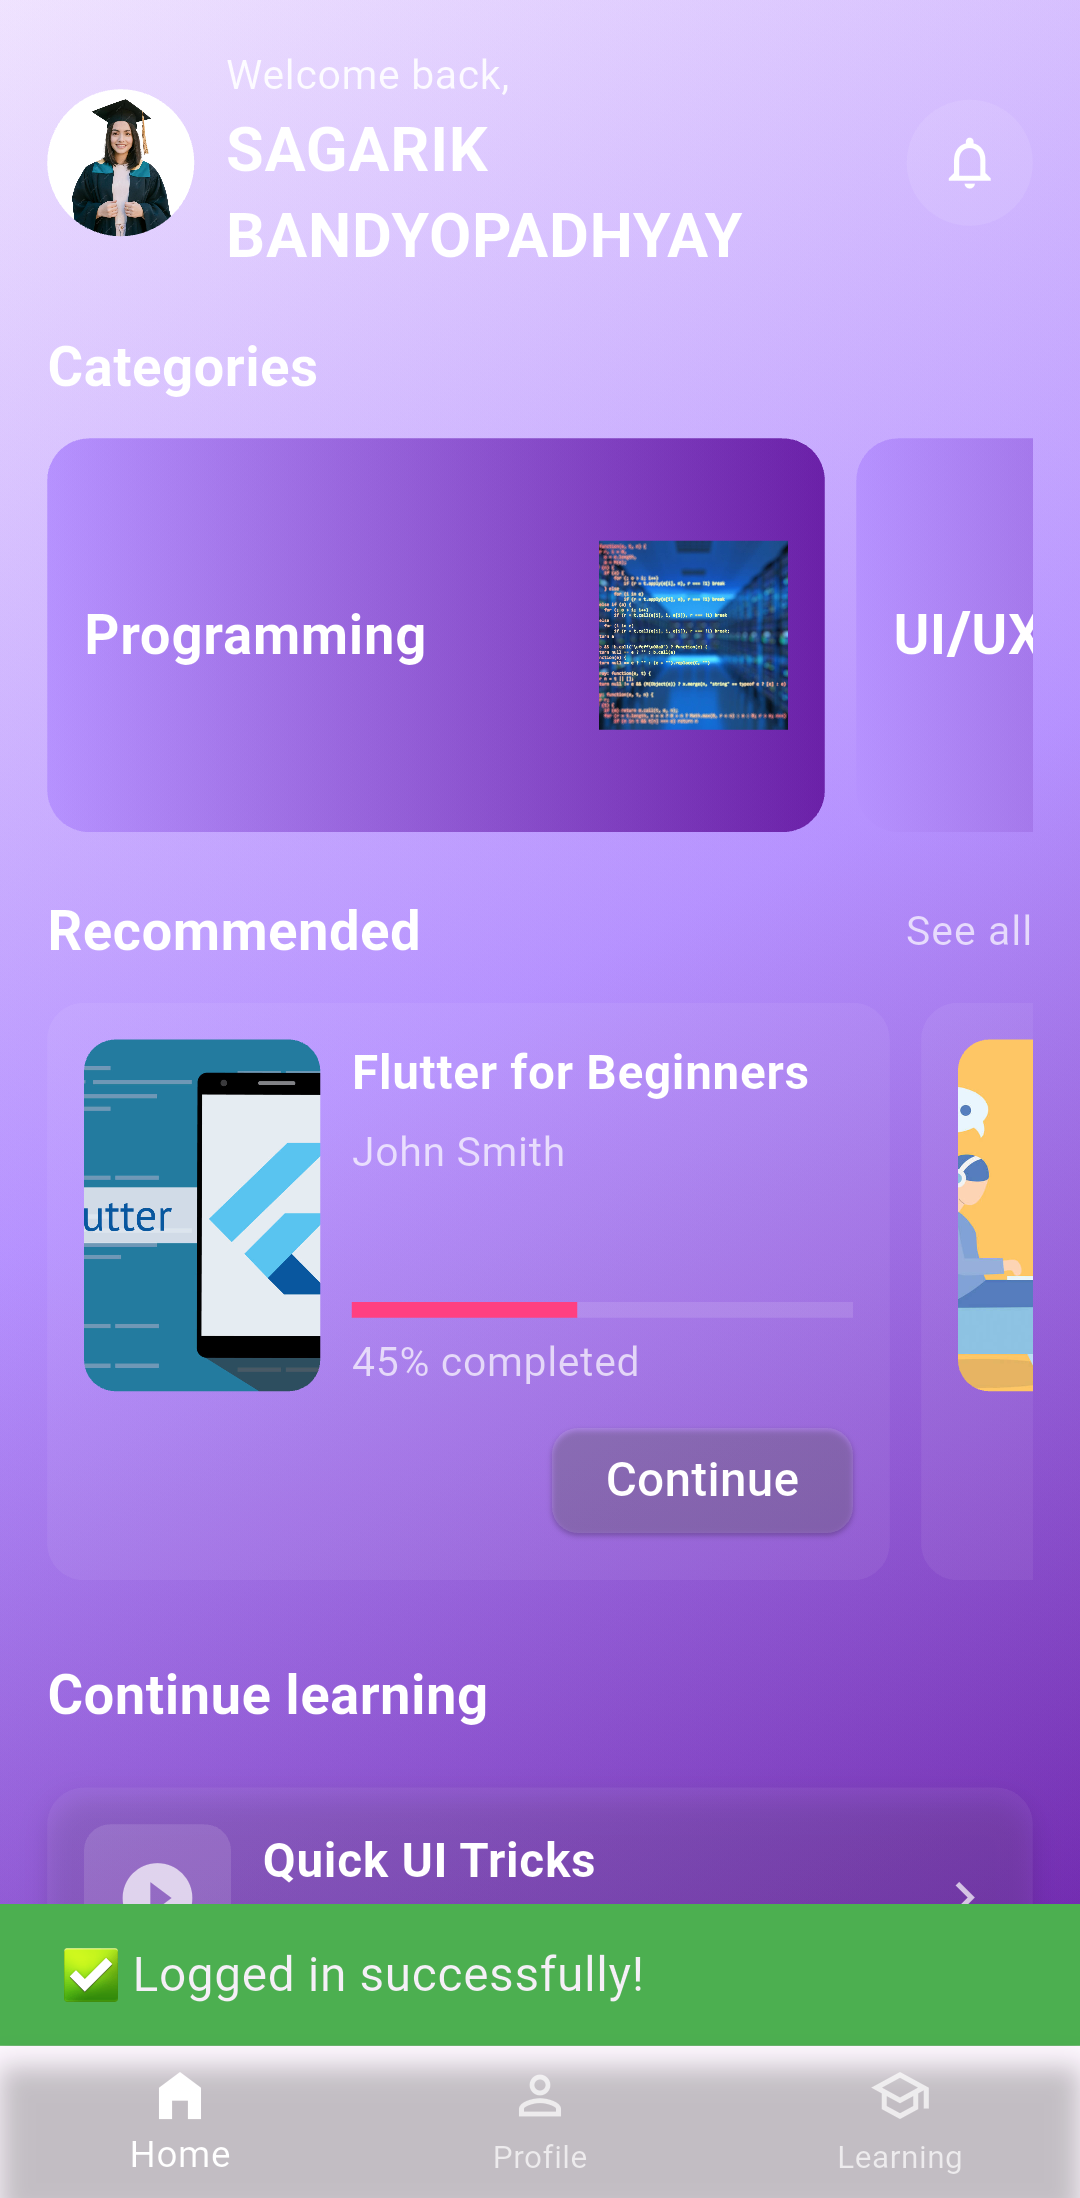 Welcome back,
SAGARIK
BANDYOPADHYAY
Categories
Programming
UI/UX
Recommended
See all
utter
Flutter for Beginners
John Smith
45% completed
Continue
Continue learning
Quick UI Tricks
✅ Logged in successfully!
Home
Profile
Learning